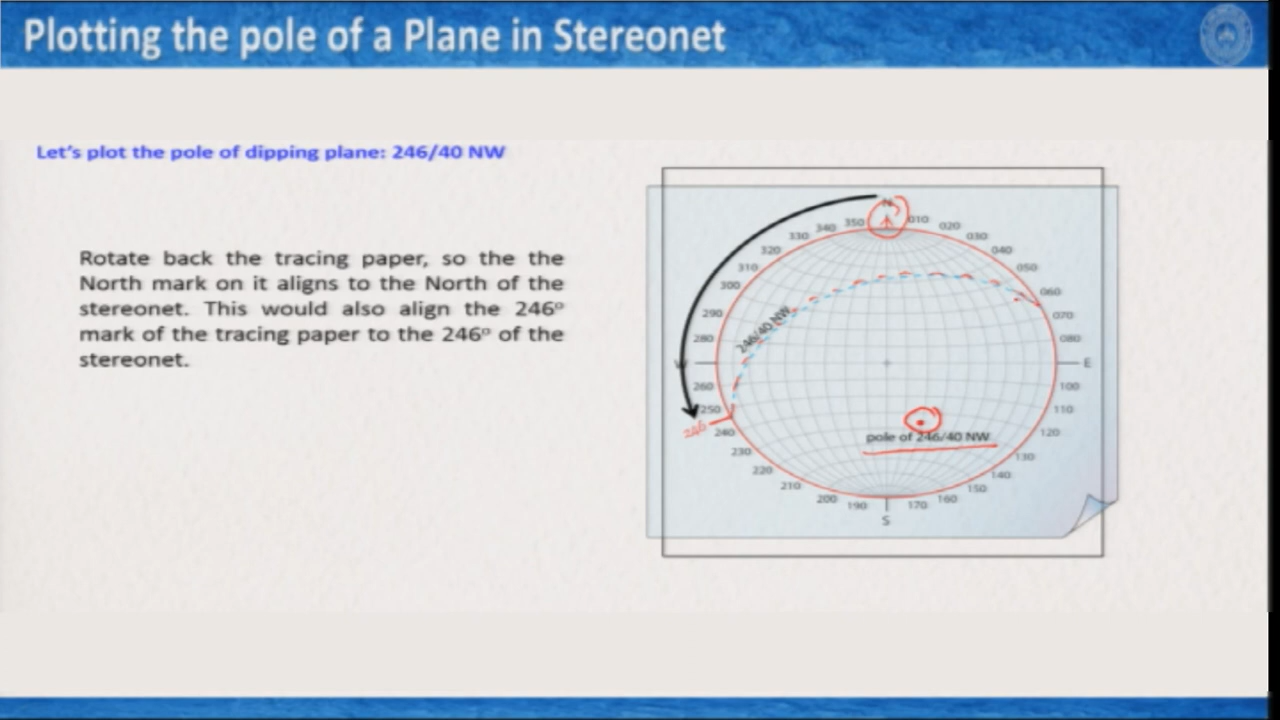 Plotting the pole of a Plane in Stereonet
Let's plot the pole of dipping plane: 246/40 NW
Rotate back the tracing paper, so the the
North mark on it aligns to the North of the
stereonet. This would also align the 246º
mark of the tracing paper to the 246º of the
stereonet.
N
350
010
340
020
330
030
320
040
310
050
300
060
290
070
280
080
246/40 NW
W
E
260
100
250
110
246
240
120
pole of 246/40 NW
230
130
220
140
210
150
200
160
190
170
S